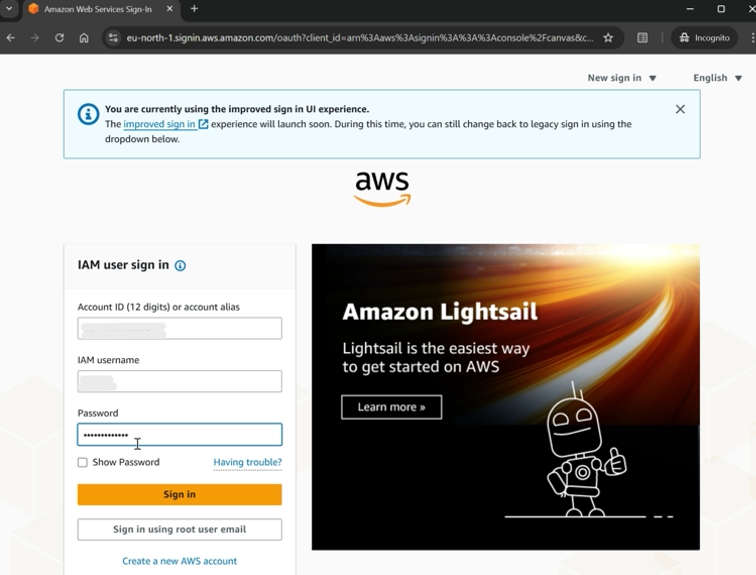 Amazon Web Services Sign-In
eu-north-1.signin.aws.amazon.com/oauth?client_id=arn%3Aaws%3Asignin%3A%3A%3Aconsole%2Fcanvas&c...
Incognito
New sign in
English
You are currently using the improved sign in UI experience.
The improved sign in experience will launch soon. During this time, you can still change back to legacy sign in using the
dropdown below.
aws
IAM user sign in
Account ID (12 digits) or account alias
IAM username
Password
•••••••••••••
Show Password
Having trouble?
Sign in
Sign in using root user email
Create a new AWS account
Amazon Lightsail
Lightsail is the easiest way
to get started on AWS
Learn more »